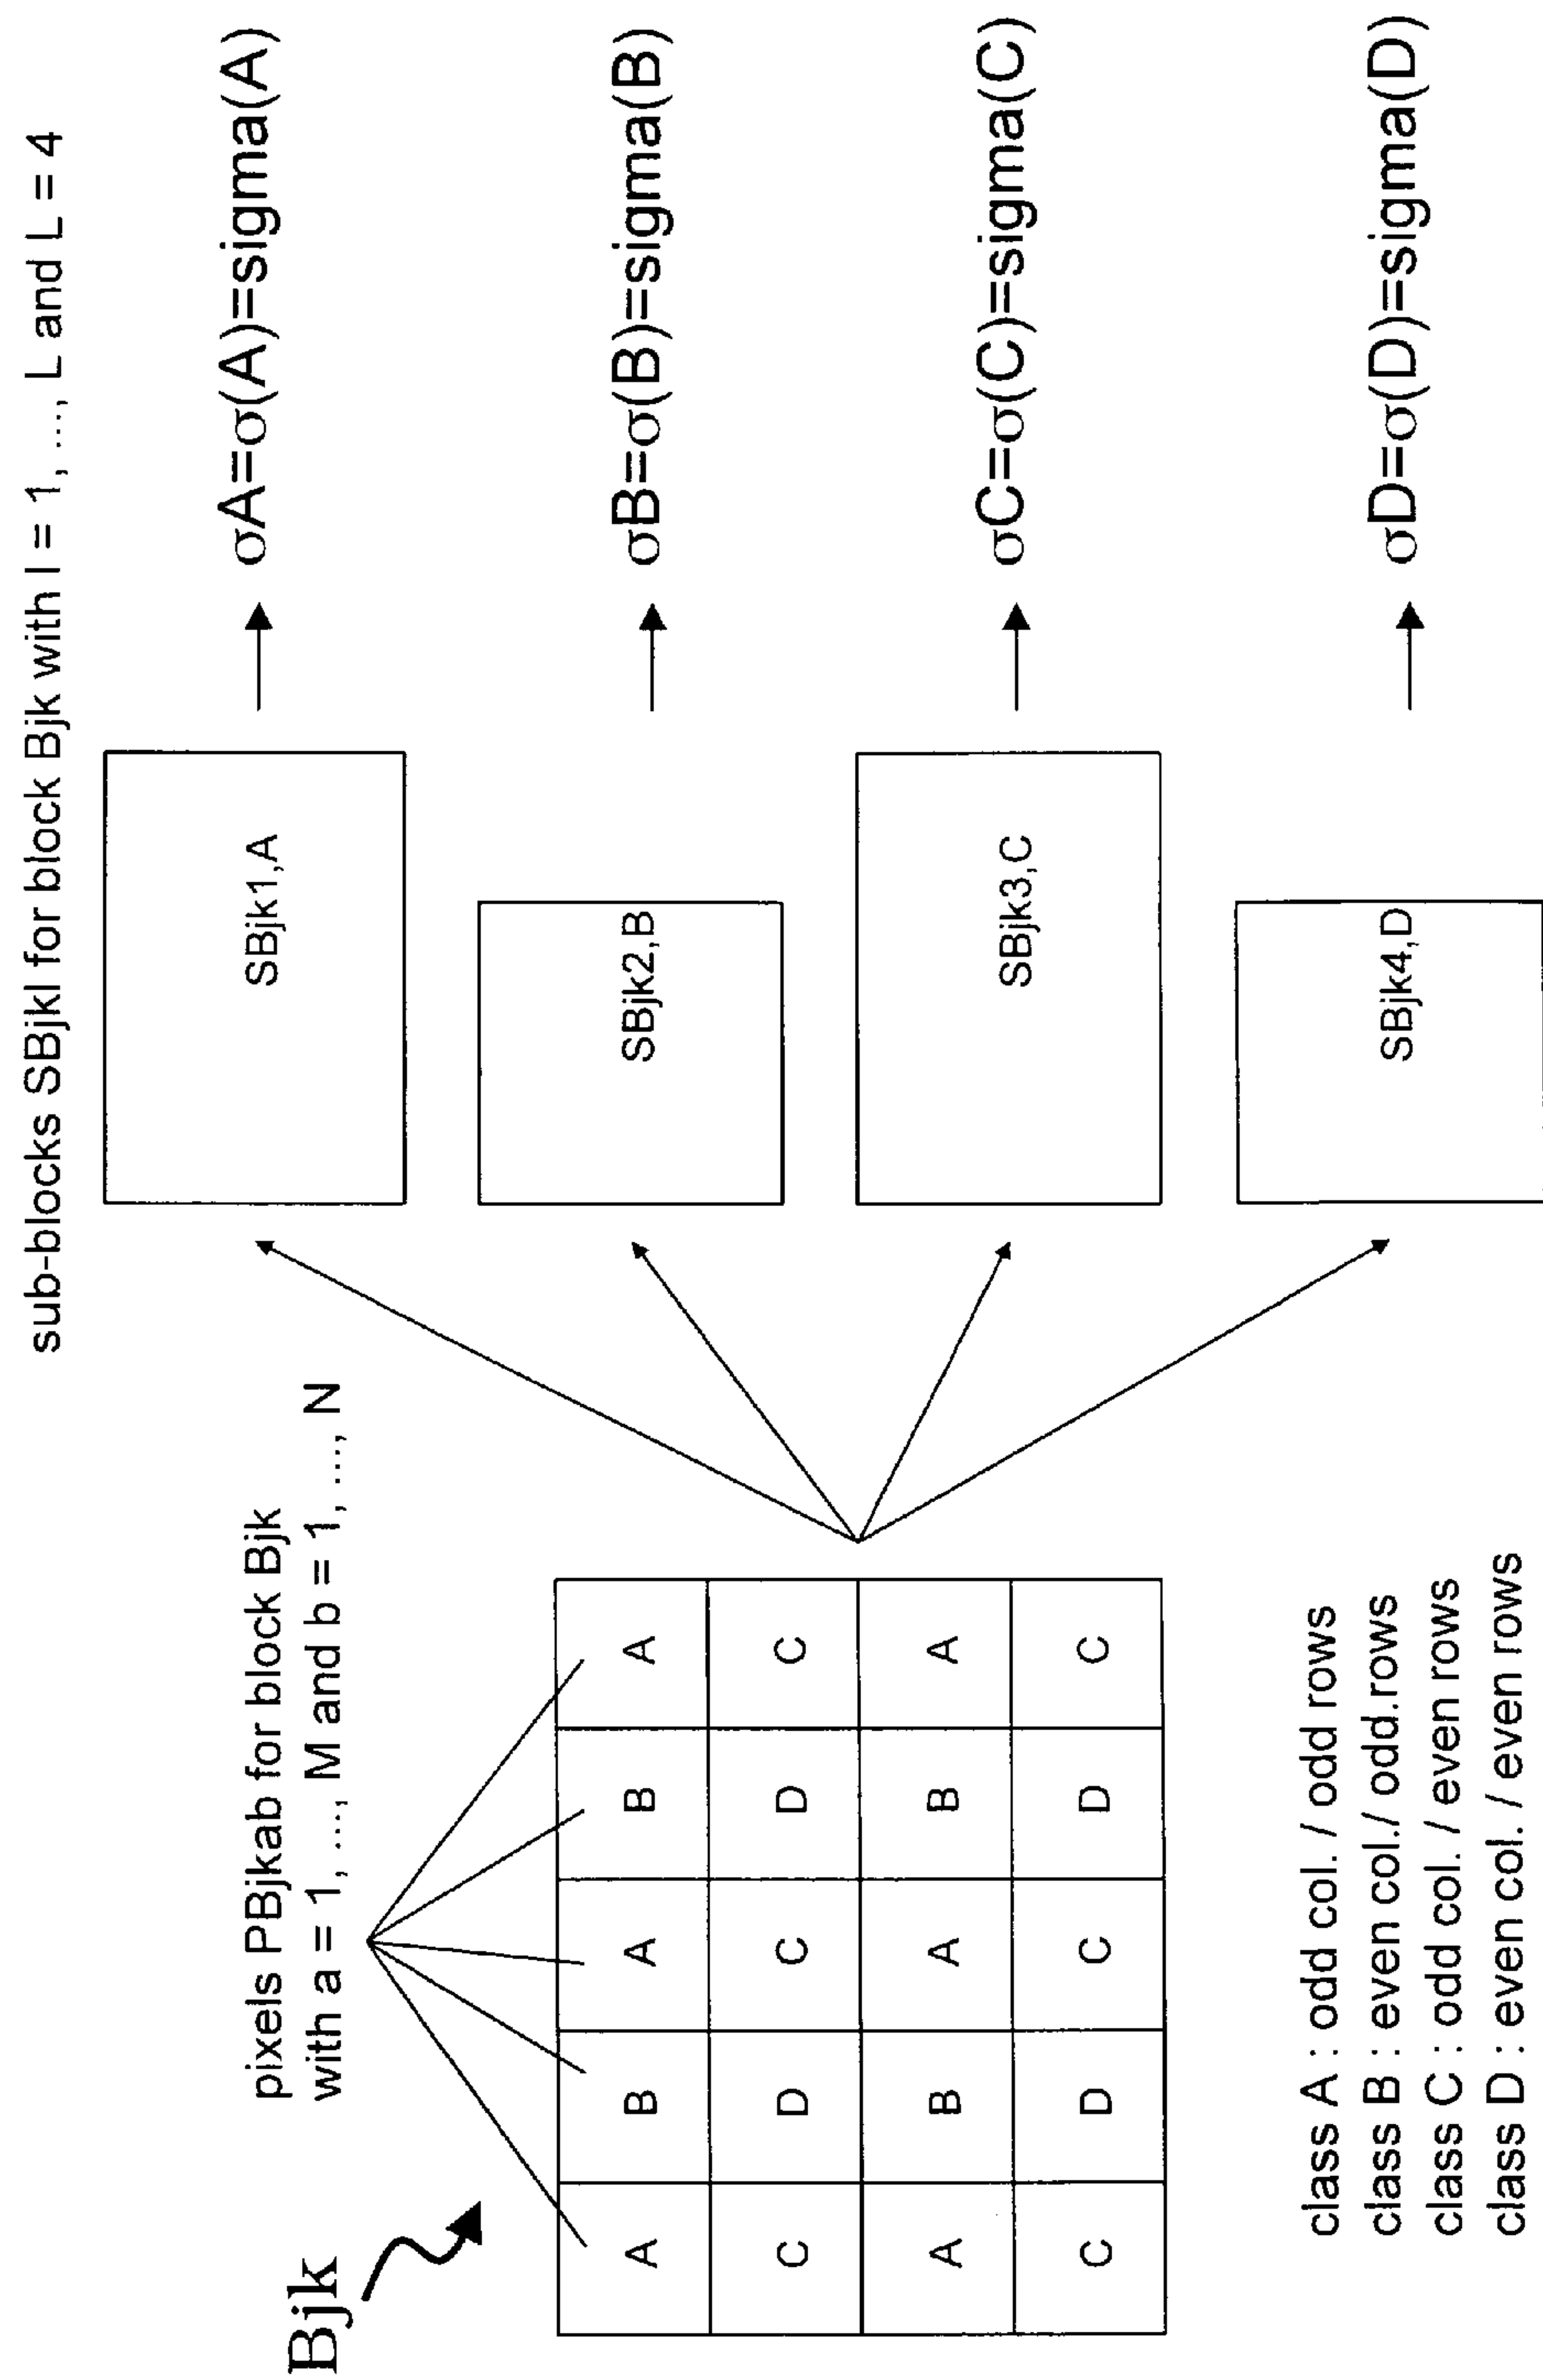 sub-blocks SBjkl for block Bjk with l = 1, ..., L and L = 4
pixels PBjkab for block Bjk
with a = 1, ..., M and b = 1, ..., N
Bjk
A B A B A
C D C D C
A B A B A
C D C D C
SBjk1,A
σA=σ(A)=sigma(A)
SBjk2,B
σB=σ(B)=sigma(B)
SBjk3,C
σC=σ(C)=sigma(C)
SBjk4,D
σD=σ(D)=sigma(D)
class A : odd col. / odd rows
class B : even col./ odd.rows
class C : odd col. / even rows
class D : even col. / even rows